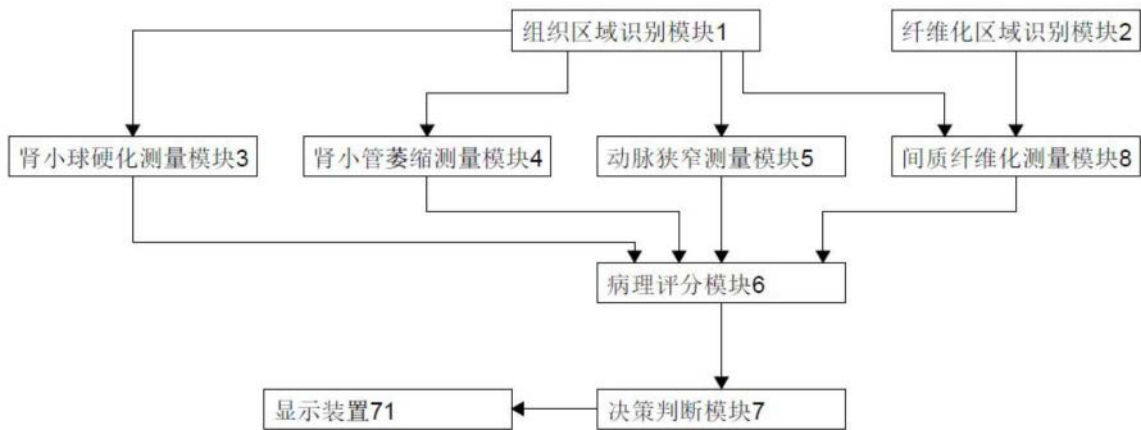 组织区域识别模块1
纤维化区域识别模块2
肾小球硬化测量模块3
肾小管萎缩测量模块4
动脉狭窄测量模块5
间质纤维化测量模块8
病理评分模块6
显示装置71
决策判断模块7